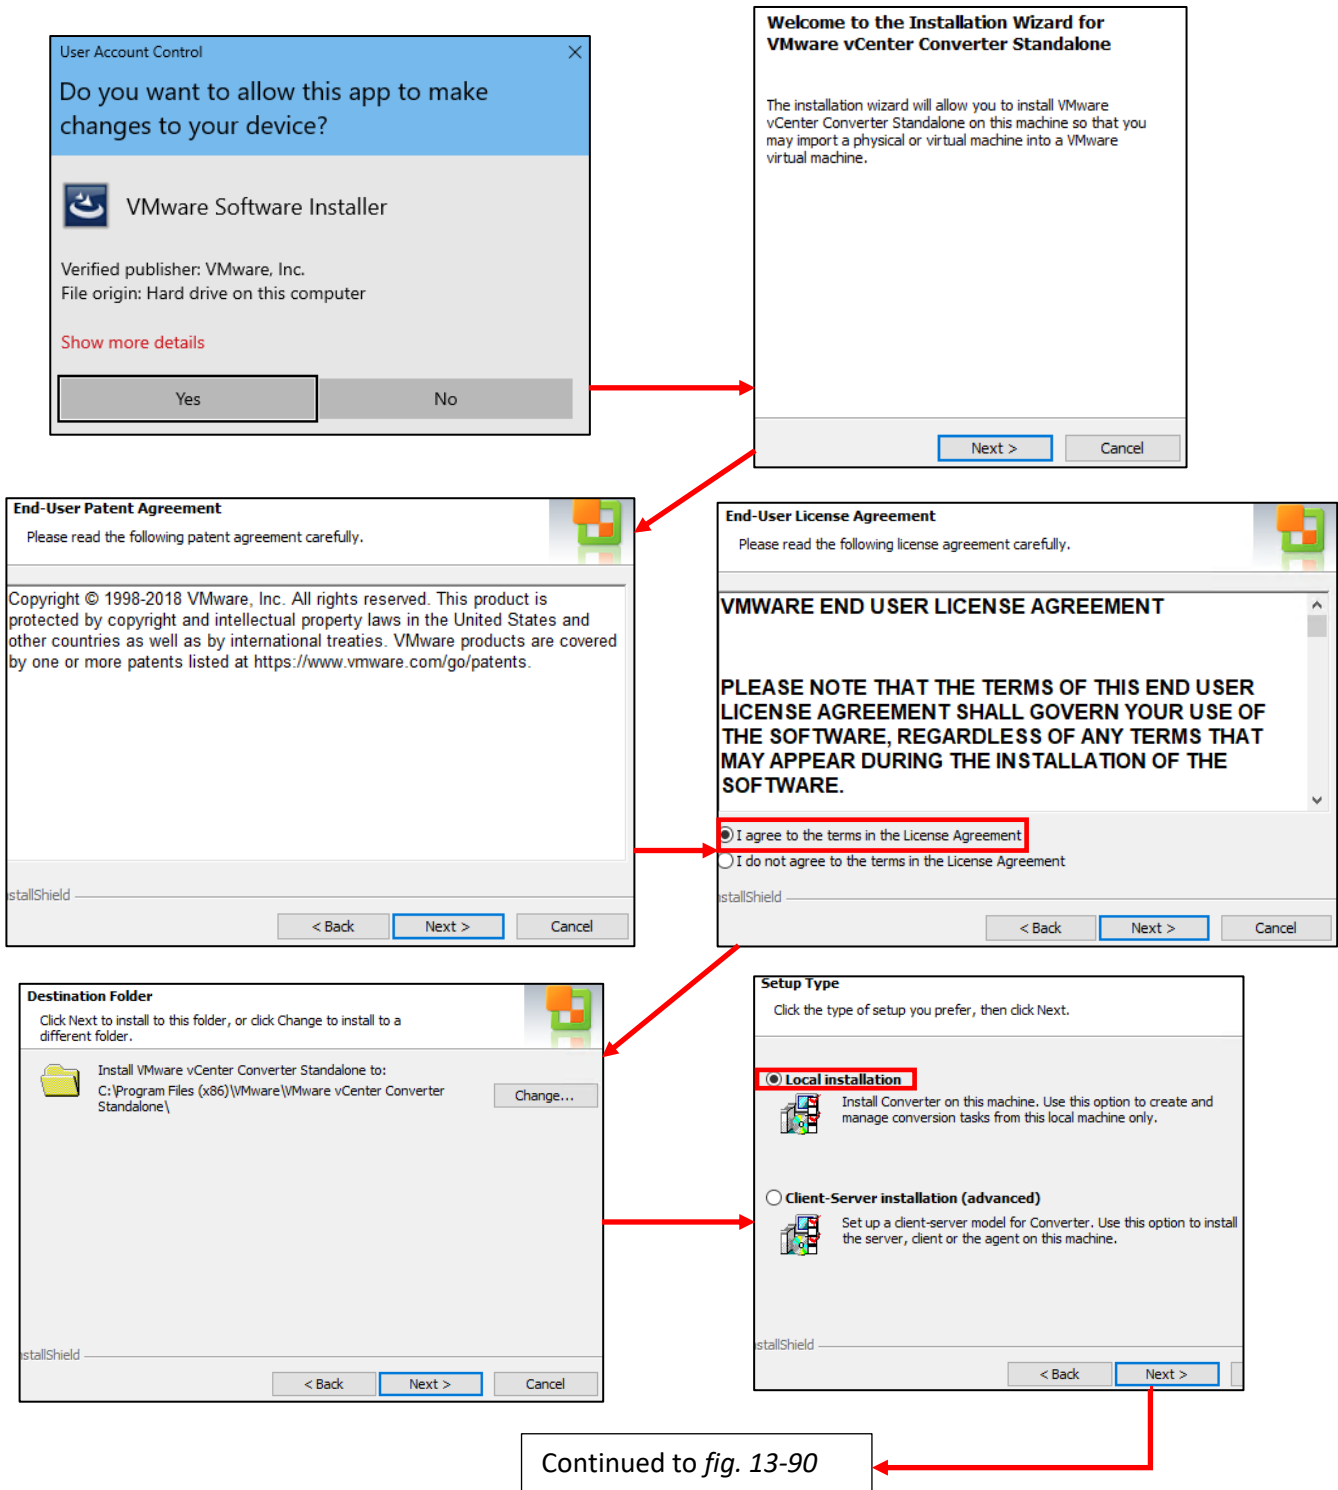 User Account Control
Do you want to allow this app to make
changes to your device?
VMware Software Installer
Verified publisher: VMware, Inc.
File origin: Hard drive on this computer
Show more details
Yes
No
Welcome to the Installation Wizard for
VMware vCenter Converter Standalone
The installation wizard will allow you to install VMware
vCenter Converter Standalone on this machine so that you
may import a physical or virtual machine into a VMware
virtual machine.
Next >
Cancel
End-User Patent Agreement
Please read the following patent agreement carefully.
Copyright © 1998-2018 VMware, Inc. All rights reserved. This product is
protected by copyright and intellectual property laws in the United States and
other countries as well as by international treaties. VMware products are covered
by one or more patents listed at https://www.vmware.com/go/patents.
stallShield
< Back
Next >
Cancel
End-User License Agreement
Please read the following license agreement carefully.
VMWARE END USER LICENSE AGREEMENT
PLEASE NOTE THAT THE TERMS OF THIS END USER
LICENSE AGREEMENT SHALL GOVERN YOUR USE OF
THE SOFTWARE, REGARDLESS OF ANY TERMS THAT
MAY APPEAR DURING THE INSTALLATION OF THE
SOFTWARE.
I agree to the terms in the License Agreement
I do not agree to the terms in the License Agreement
stallShield
< Back
Next >
Cancel
Destination Folder
Click Next to install to this folder, or click Change to install to a
different folder.
Install VMware vCenter Converter Standalone to:
C:\Program Files (x86)\VMware\VMware vCenter Converter
Standalone\
Change...
stallShield
< Back
Next >
Cancel
Setup Type
Click the type of setup you prefer, then click Next.
Local installation
Install Converter on this machine. Use this option to create and
manage conversion tasks from this local machine only.
Client-Server installation (advanced)
Set up a client-server model for Converter. Use this option to install
the server, client or the agent on this machine.
stallShield
< Back
Next >
Continued to fig. 13-90